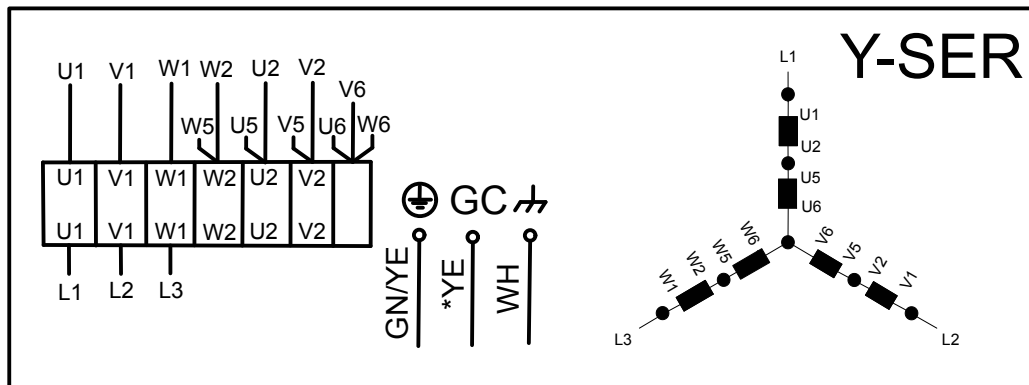 Y-SER
U1 V1 W1 W2 U2 V2
V6
W5 U5 V5 U6 W6
U1 V1 W1 W2 U2 V2
U1 V1 W1 W2 U2 V2
L1 L2 L3
GC
GN/YE *YE WH
L1
U1
U2
U5
U6
W6 V6
W5 V5
W2 V2
W1 V1
L3 L2